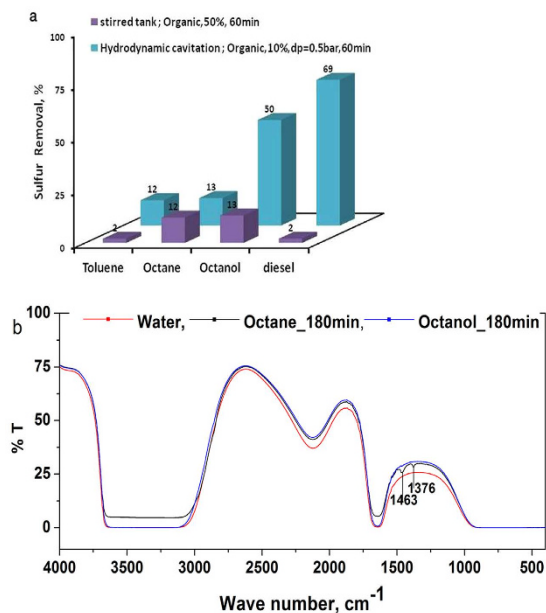 a
stirred tank ; Organic,50%, 60min
Hydrodynamic cavitation ; Organic,10%,dp=0.5bar,60min
Sulfur Removal, %
100
75
50
25
0
69
50
12
13
2
12
13
2
Toluene Octane Octanol diesel
b
Water, Octane_180min, Octanol_180min
% T
100
75
50
25
0
1376
1463
4000 3500 3000 2500 2000 1500 1000 500
Wave number, cm-1